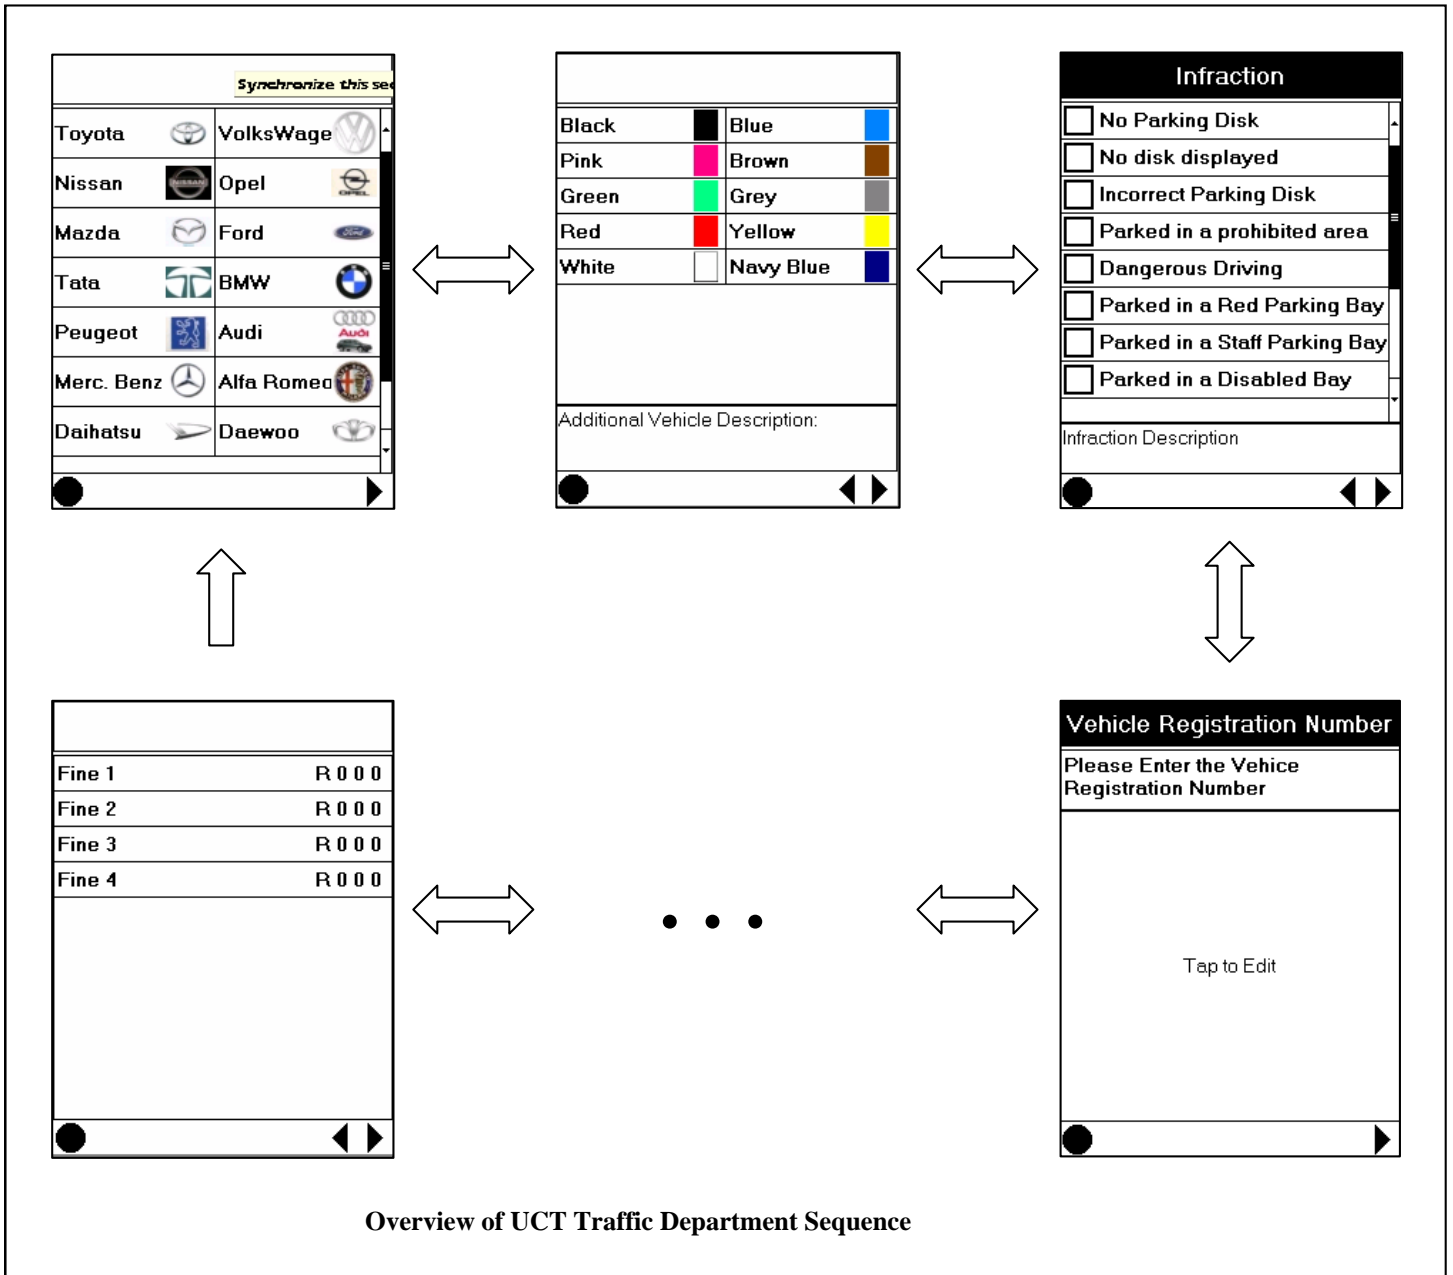 Synchronize this sec
Toyota VolksWage
Nissan NISSAN Opel OPEL
Mazda Ford Ford
Tata BMW
Peugeot Audi Audi
Merc. Benz Alfa Romeo
Daihatsu Daewoo
Black Blue
Pink Brown
Green Grey
Red Yellow
White Navy Blue
Additional Vehicle Description:
Infraction
No Parking Disk
No disk displayed
Incorrect Parking Disk
Parked in a prohibited area
Dangerous Driving
Parked in a Red Parking Bay
Parked in a Staff Parking Bay
Parked in a Disabled Bay
Infraction Description
Fine 1 R 0 0 0
Fine 2 R 0 0 0
Fine 3 R 0 0 0
Fine 4 R 0 0 0
• • •
Vehicle Registration Number
Please Enter the Vehice
Registration Number
Tap to Edit
Overview of UCT Traffic Department Sequence